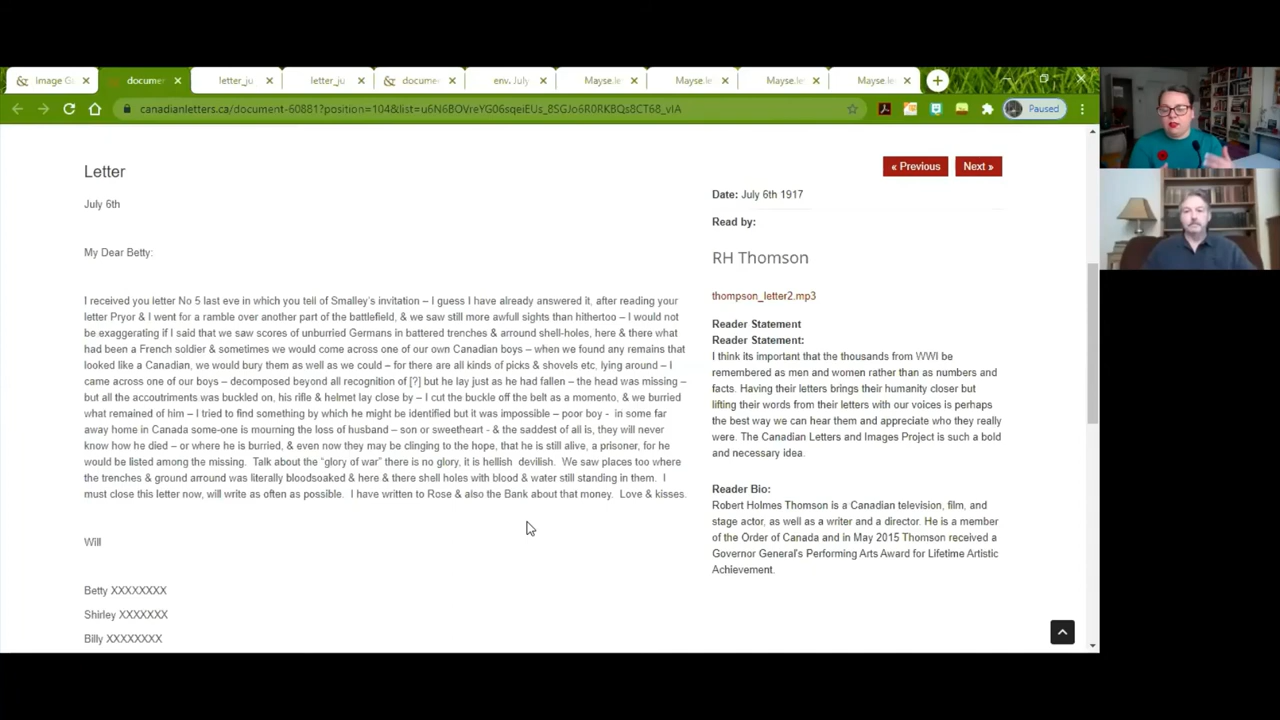 Image G
docume
letter_ju
letter_ju
docume
env. July
Mayse.le
Mayse.le
Mayse.le
Mayse.le
canadianletters.ca/document-60881?position=104&list=u6N6BOVreYG06sqeiEUs_8SGJo6R0RKBQs8CT68_vIA
Paused
Letter
July 6th
My Dear Betty:
I received you letter No 5 last eve in which you tell of Smalley's invitation – I guess I have already answered it, after reading your
letter Pryor & I went for a ramble over another part of the battlefield, & we saw still more awful sights than hithertoo – I would not
be exaggerating if I said that we saw scores of unburried Germans in battered trenches & arround shell-holes, here & there what
had been a French soldier & sometimes we would come across one of our own Canadian boys – when we found any remains that
looked like a Canadian, we would bury them as well as we could – for there are all kinds of picks & shovels etc, lying around – I
came across one of our boys – decomposed beyond all recognition of [?] but he lay just as he had fallen – the head was missing –
but all the accoutriments was buckled on, his rifle & helmet lay close by – I cut the buckle off the belt as a momento, & we burried
what remained of him – I tried to find something by which he might be identified but it was impossible – poor boy - in some far
away home in Canada some-one is mourning the loss of husband – son or sweetheart - & the saddest of all is, they will never
know how he died – or where he is burried, & even now they may be clinging to the hope, that he is still alive, a prisoner, for he
would be listed among the missing. Talk about the "glory of war" there is no glory, it is hellish devilish. We saw places too where
the trenches & ground arround was literally bloodsoaked & here & there shell holes with blood & water still standing in them. I
must close this letter now, will write as often as possible. I have written to Rose & also the Bank about that money. Love & kisses.
Will
Betty XXXXXXXX
Shirley XXXXXXX
Billy XXXXXXXX
« Previous
Next »
Date: July 6th 1917
Read by:
RH Thomson
thompson_letter2.mp3
Reader Statement
Reader Statement:
I think its important that the thousands from WWI be
remembered as men and women rather than as numbers and
facts. Having their letters brings their humanity closer but
lifting their words from their letters with our voices is perhaps
the best way we can hear them and appreciate who they really
were. The Canadian Letters and Images Project is such a bold
and necessary idea.
Reader Bio:
Robert Holmes Thomson is a Canadian television, film, and
stage actor, as well as a writer and a director. He is a member
of the Order of Canada and in May 2015 Thomson received a
Governor General's Performing Arts Award for Lifetime Artistic
Achievement.